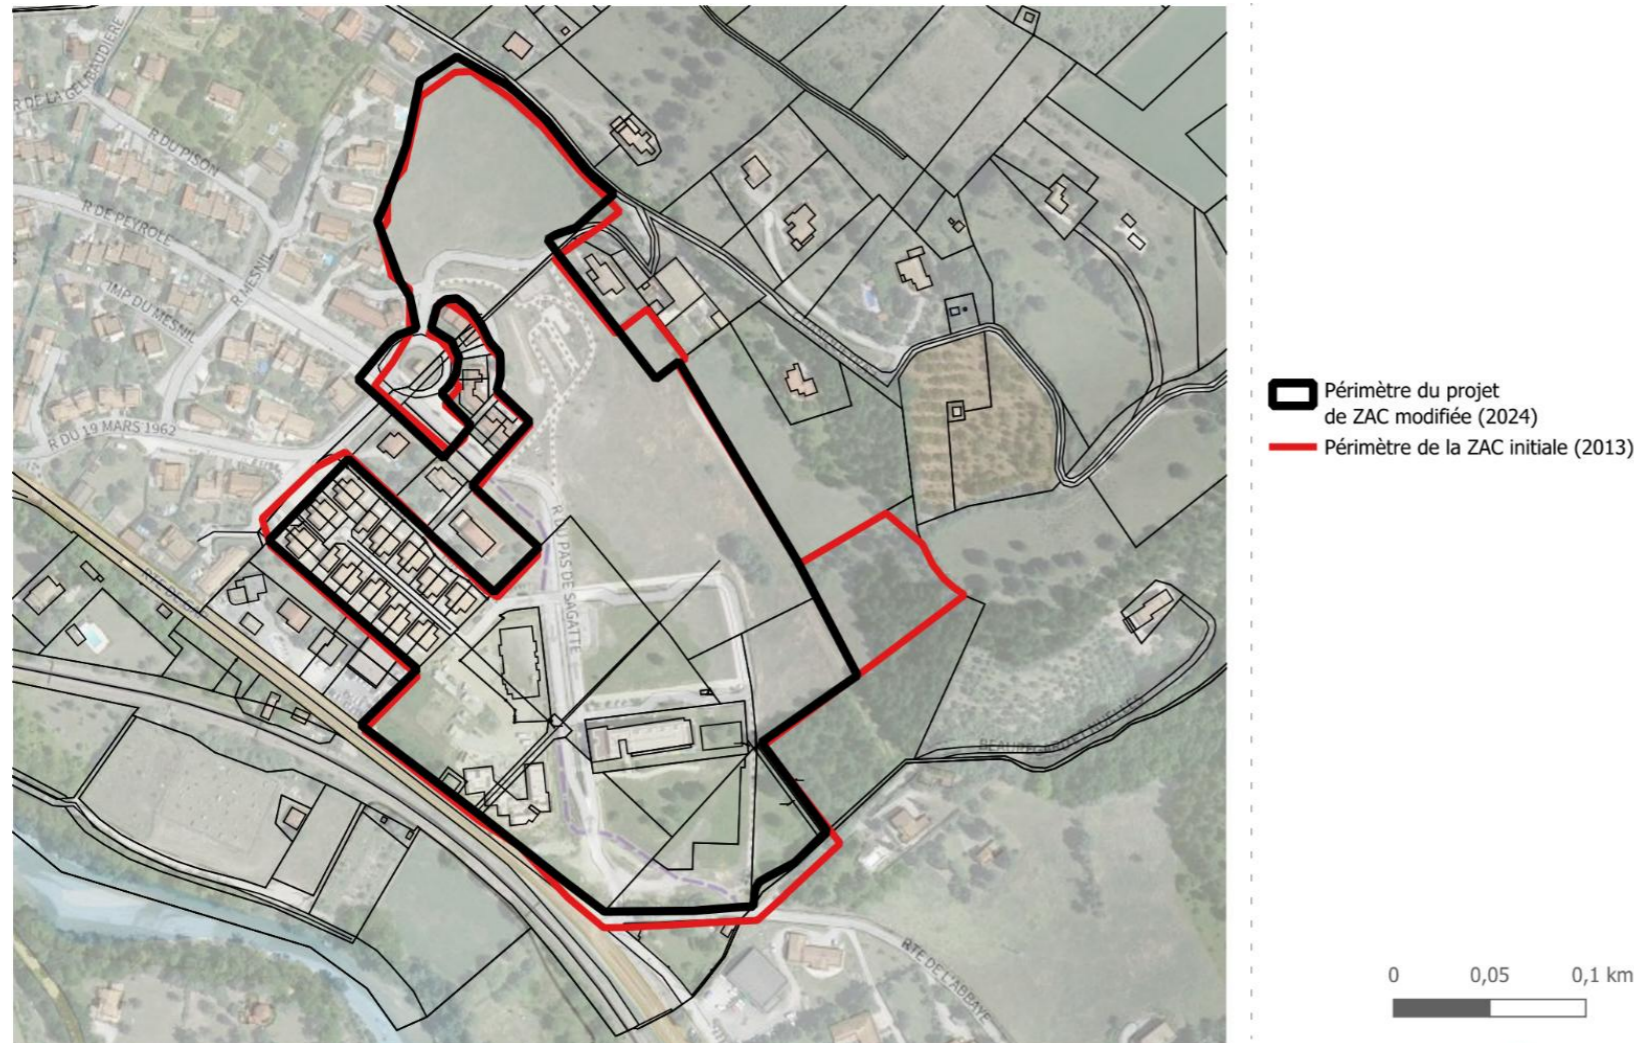 R DE LA GELIBAUDIERE
R DU PISON
R DE PEYROLE
R MESNIL
IMP DU MESNIL
R DU 19 MARS 1962
R DU PAS DE SAGATTE
RTE DE L'ABBAYE
Périmètre du projet
de ZAC modifiée (2024)
Périmètre de la ZAC initiale (2013)
0 0,05 0,1 km